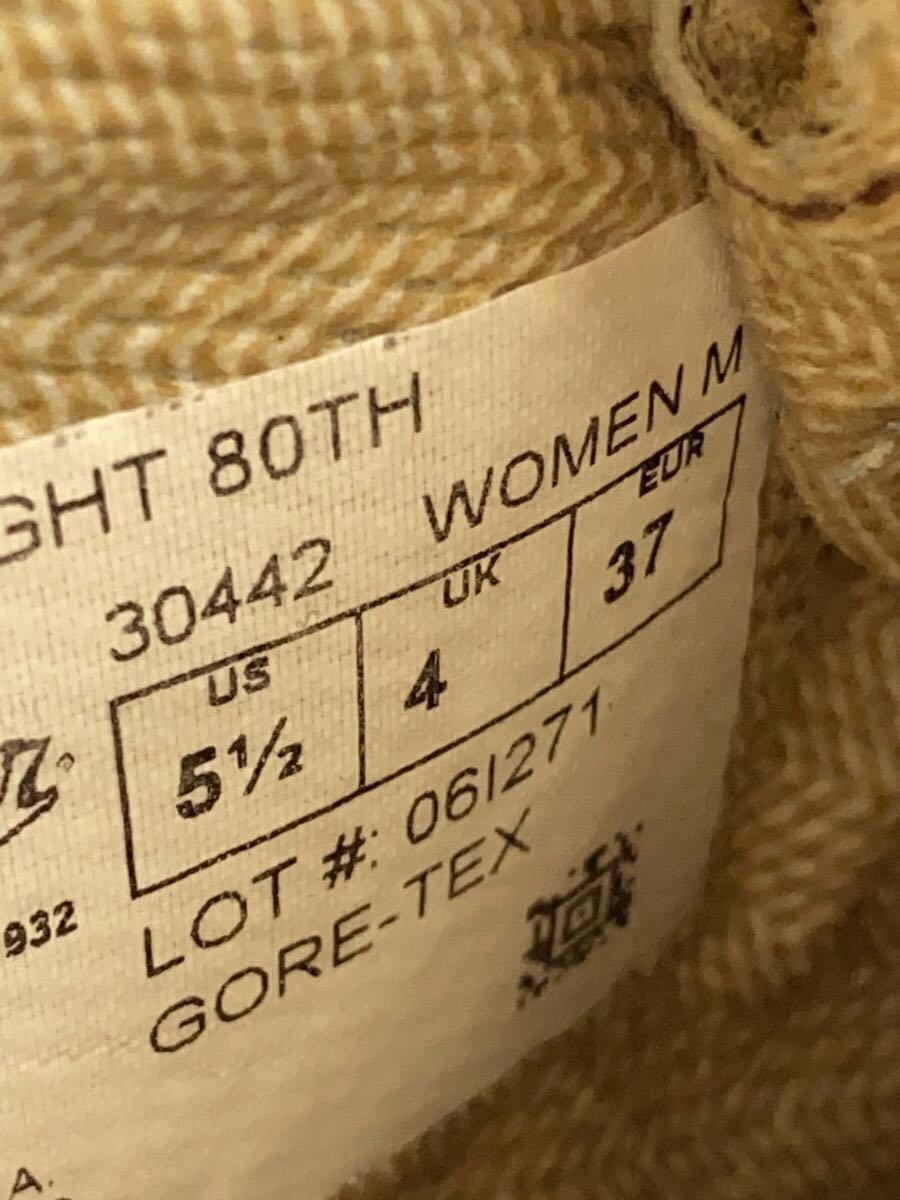 GHT 80TH
30442 WOMEN M
US UK EUR
5½ 4 37
LOT #: 061271
GORE-TEX
932
A.